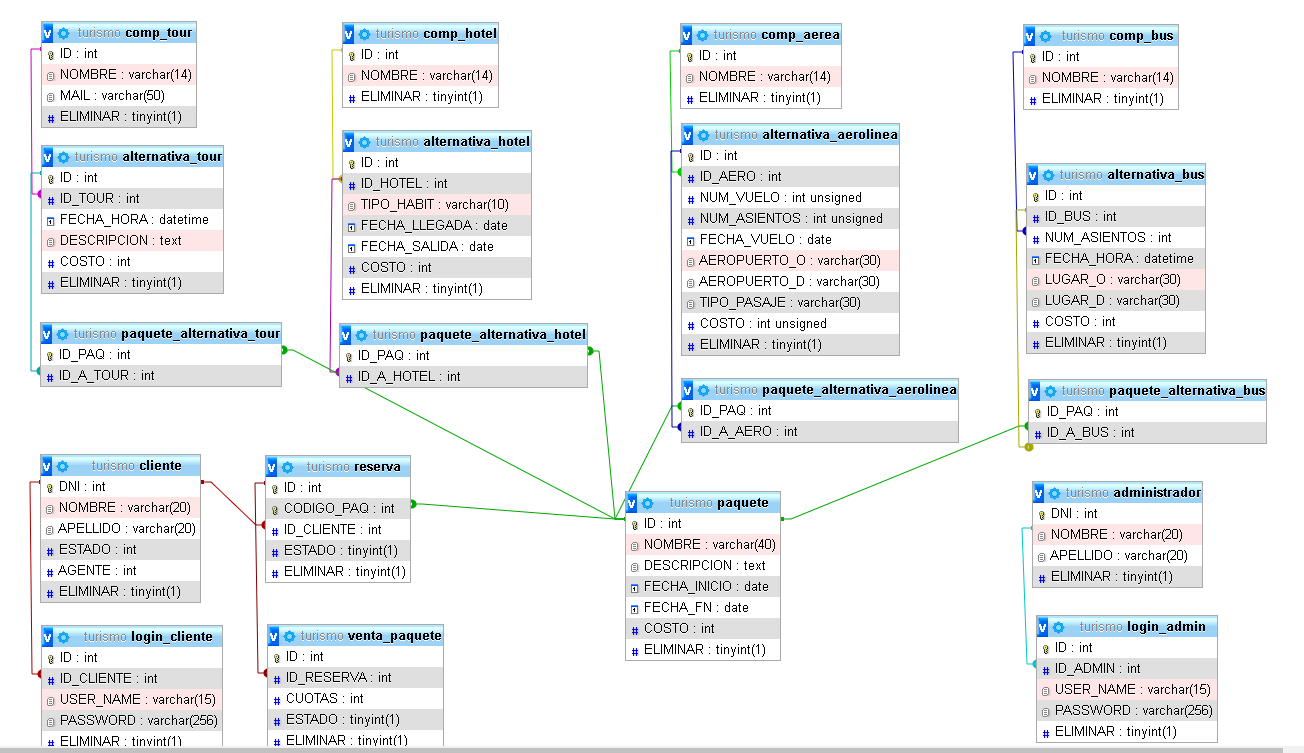 turismo comp_tour
ID : int
NOMBRE : varchar(14)
MAIL : varchar(50)
ELIMINAR : tinyint(1)
turismo comp_hotel
ID : int
NOMBRE : varchar(14)
ELIMINAR : tinyint(1)
turismo comp_aerea
ID : int
NOMBRE : varchar(14)
ELIMINAR : tinyint(1)
turismo comp_bus
ID : int
NOMBRE : varchar(14)
ELIMINAR : tinyint(1)
turismo alternativa_tour
ID : int
ID_TOUR : int
FECHA_HORA : datetime
DESCRIPCION : text
COSTO : int
ELIMINAR : tinyint(1)
turismo alternativa_hotel
ID : int
ID_HOTEL : int
TIPO_HABIT : varchar(10)
FECHA_LLEGADA : date
FECHA_SALIDA : date
COSTO : int
ELIMINAR : tinyint(1)
turismo alternativa_aerolinea
ID : int
ID_AERO : int
NUM_VUELO : int unsigned
NUM_ASIENTOS : int unsigned
FECHA_VUELO : date
AEROPUERTO_O : varchar(30)
AEROPUERTO_D : varchar(30)
TIPO_PASAJE : varchar(30)
COSTO : int unsigned
ELIMINAR : tinyint(1)
turismo alternativa_bus
ID : int
ID_BUS : int
NUM_ASIENTOS : int
FECHA_HORA : datetime
LUGAR_O : varchar(30)
LUGAR_D : varchar(30)
COSTO : int
ELIMINAR : tinyint(1)
turismo paquete_alternativa_tour
ID_PAQ : int
ID_A_TOUR : int
turismo paquete_alternativa_hotel
ID_PAQ : int
ID_A_HOTEL : int
turismo paquete_alternativa_aerolinea
ID_PAQ : int
ID_A_AERO : int
turismo paquete_alternativa_bus
ID_PAQ : int
ID_A_BUS : int
turismo cliente
DNI : int
NOMBRE : varchar(20)
APELLIDO : varchar(20)
ESTADO : int
AGENTE : int
ELIMINAR : tinyint(1)
turismo reserva
ID : int
CODIGO_PAQ : int
ID_CLIENTE : int
ESTADO : tinyint(1)
ELIMINAR : tinyint(1)
turismo paquete
ID : int
NOMBRE : varchar(40)
DESCRIPCION : text
FECHA_INICIO : date
FECHA_FN : date
COSTO : int
ELIMINAR : tinyint(1)
turismo administrador
DNI : int
NOMBRE : varchar(20)
APELLIDO : varchar(20)
ELIMINAR : tinyint(1)
turismo login_cliente
ID : int
ID_CLIENTE : int
USER_NAME : varchar(15)
PASSWORD : varchar(256)
ELIMINAR : tinyint(1)
turismo venta_paquete
ID : int
ID_RESERVA : int
CUOTAS : int
ESTADO : tinyint(1)
ELIMINAR : tinyint(1)
turismo login_admin
ID : int
ID_ADMIN : int
USER_NAME : varchar(15)
PASSWORD : varchar(256)
ELIMINAR : tinyint(1)